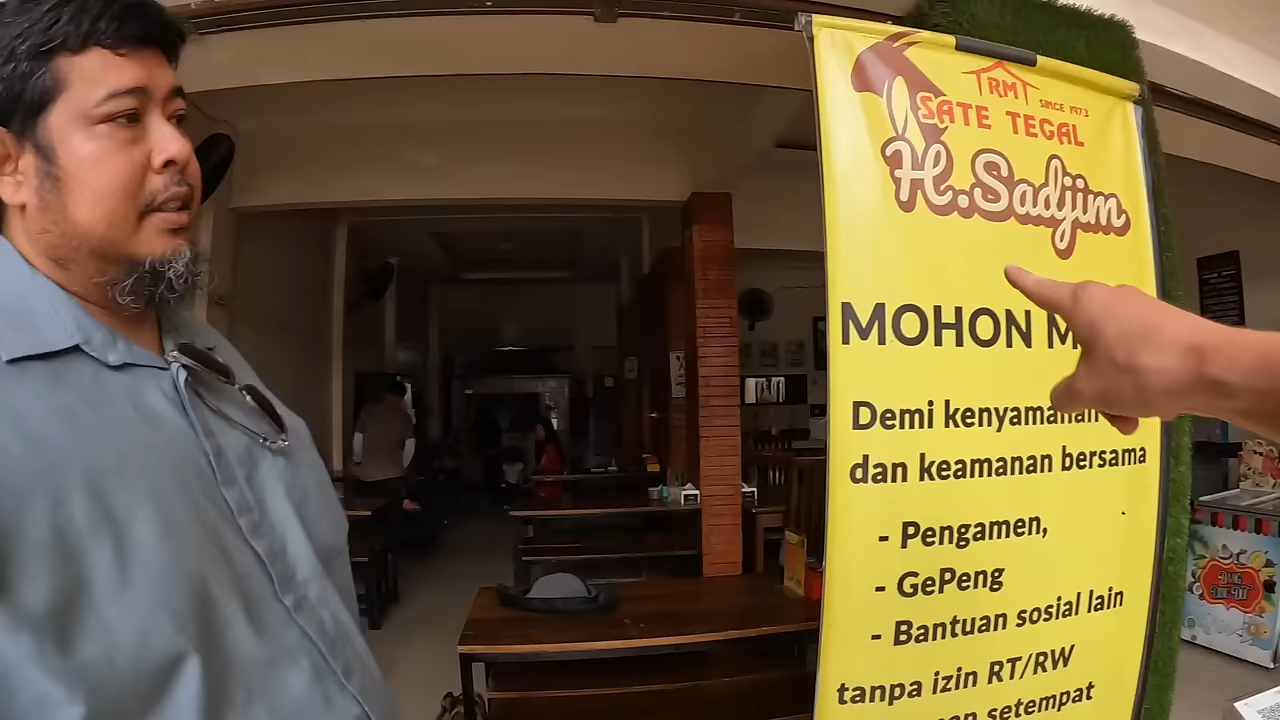 RM
SINCE 1973
SATE TEGAL
H.Sadjim
MOHON
Demi kenyamanan
dan keamanan bersama
- Pengamen,
- GePeng
- Bantuan sosial lain
tanpa izin RT/RW
setempat